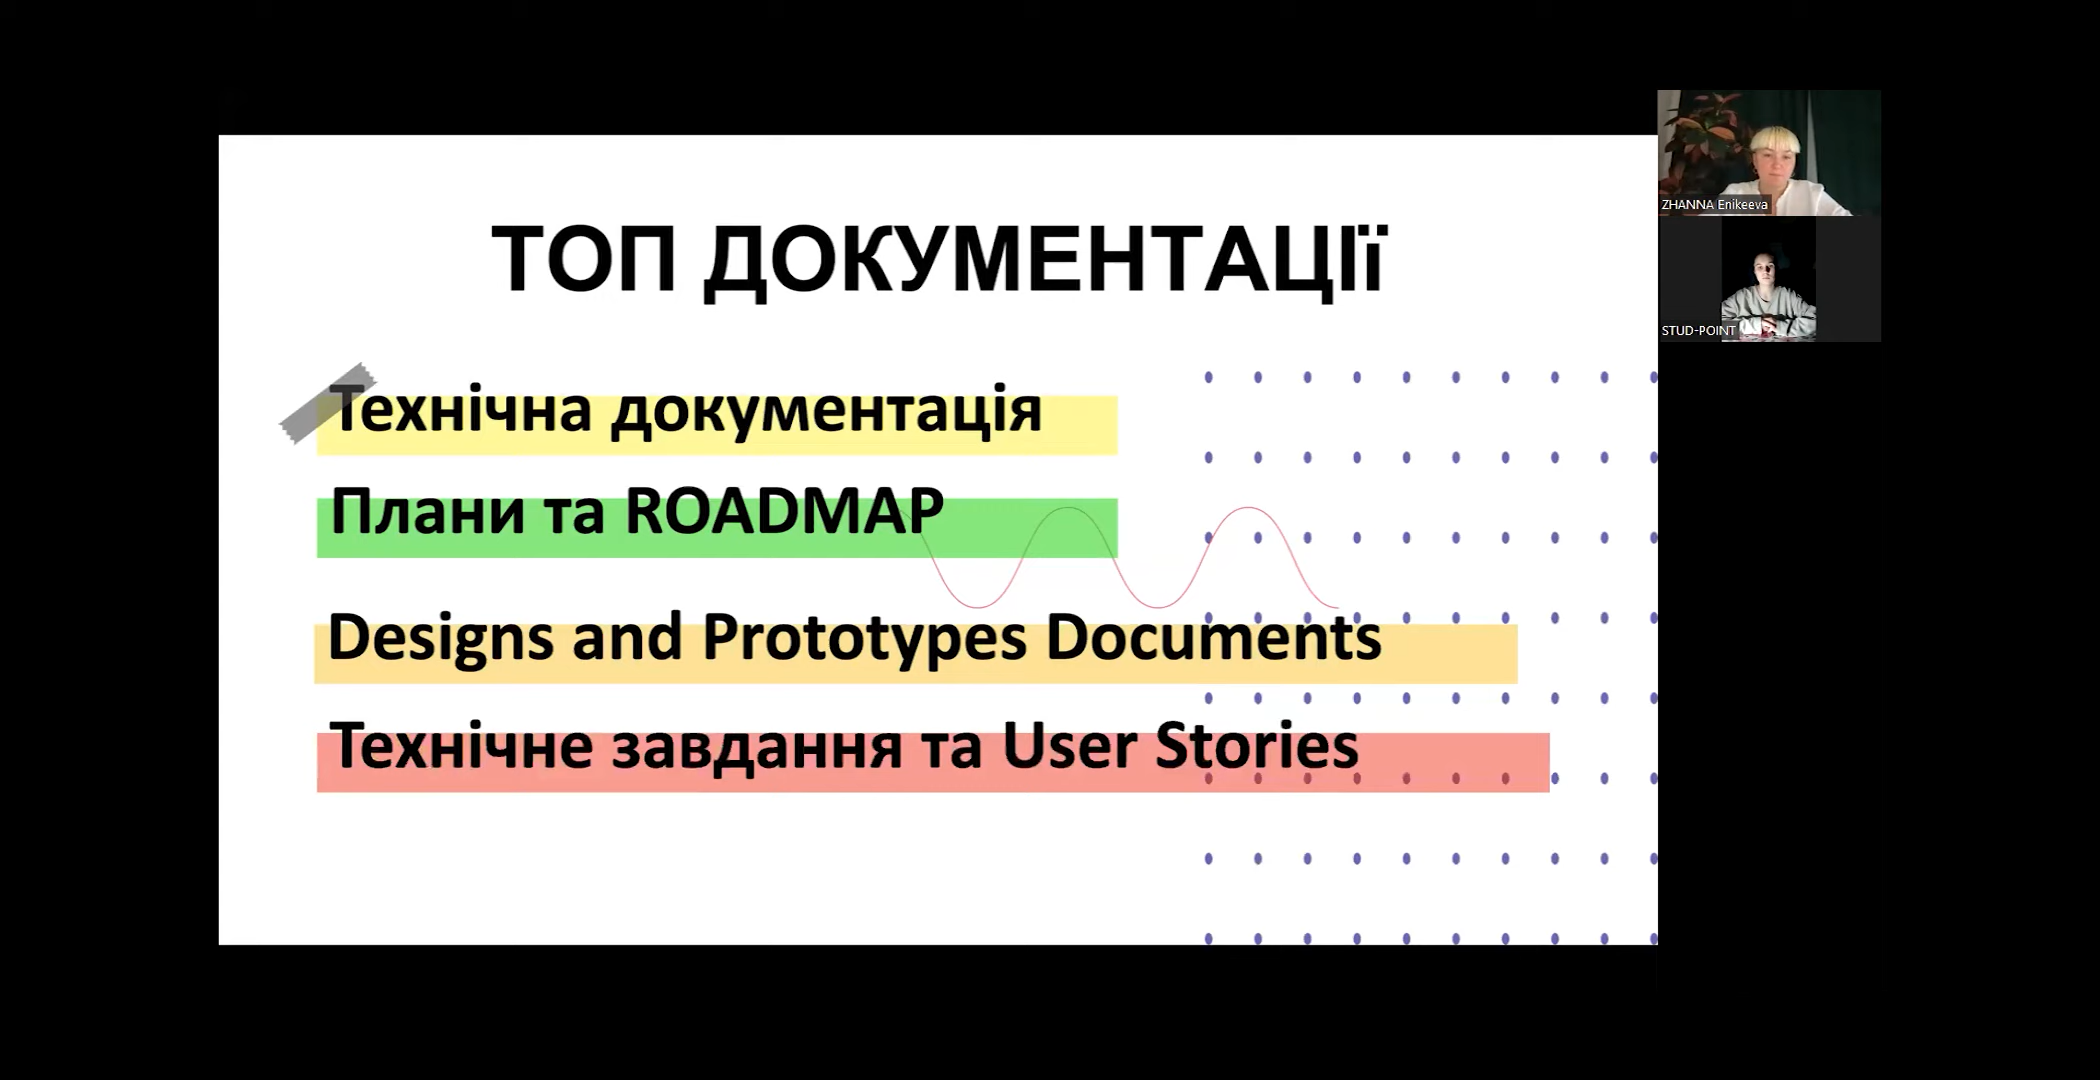 ТОП ДОКУМЕНТАЦІЇ
Технічна документація
Плани та ROADMAP
Designs and Prototypes Documents
Технічне завдання та User Stories
ZHANNA Enikeeva
STUD-POINT